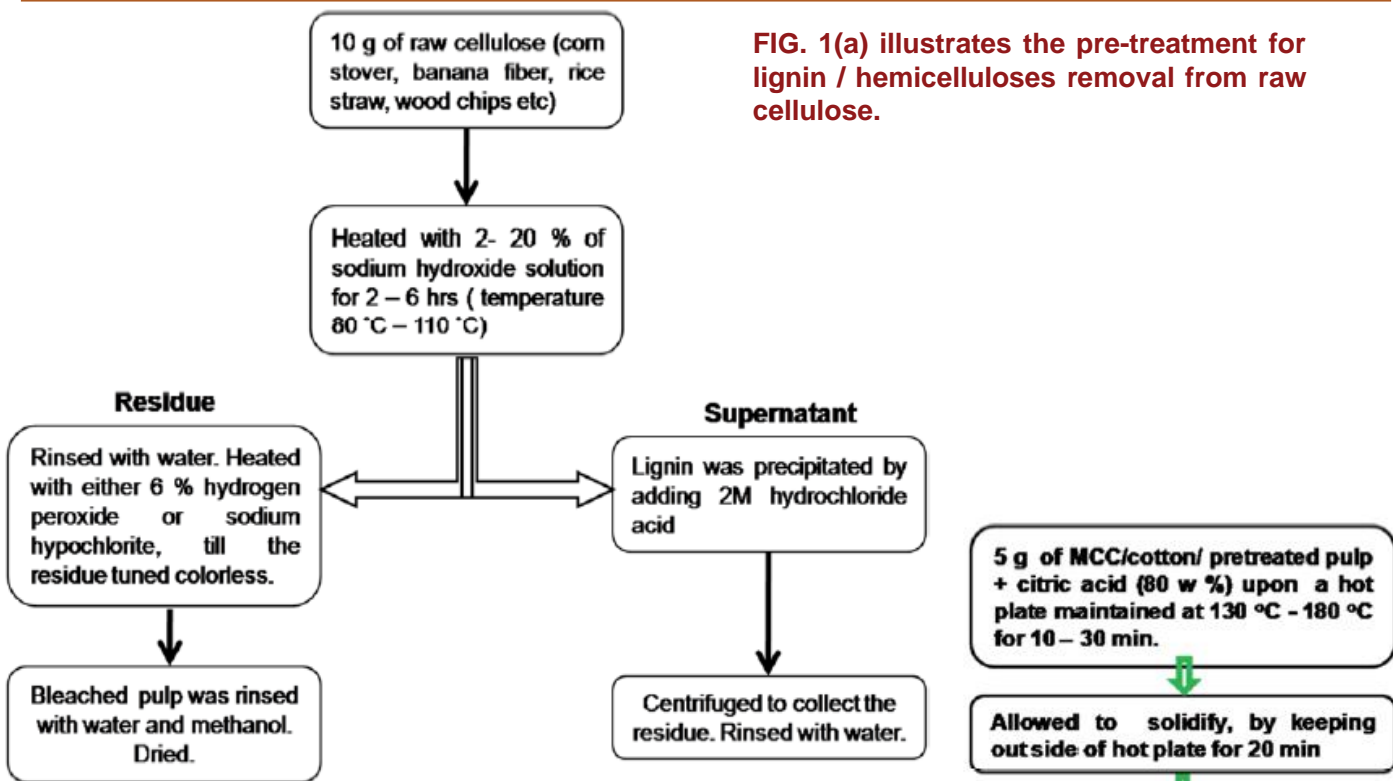 10 g of raw cellulose (corn
stover, banana fiber, rice
straw, wood chips etc)
FIG. 1(a) illustrates the pre-treatment for
lignin / hemicelluloses removal from raw
cellulose.
Heated with 2- 20 % of
sodium hydroxide solution
for 2 – 6 hrs ( temperature
80 ˚C – 110 ˚C)
Residue
Rinsed with water. Heated
with either 6 % hydrogen
peroxide or sodium
hypochlorite, till the
residue tuned colorless.
Bleached pulp was rinsed
with water and methanol.
Dried.
Supernatant
Lignin was precipitated by
adding 2M hydrochloride
acid
Centrifuged to collect the
residue. Rinsed with water.
5 g of MCC/cotton/ pretreated pulp
+ citric acid (80 w %) upon a hot
plate maintained at 130 ºC - 180 ºC
for 10 – 30 min.
Allowed to solidify, by keeping
out side of hot plate for 20 min